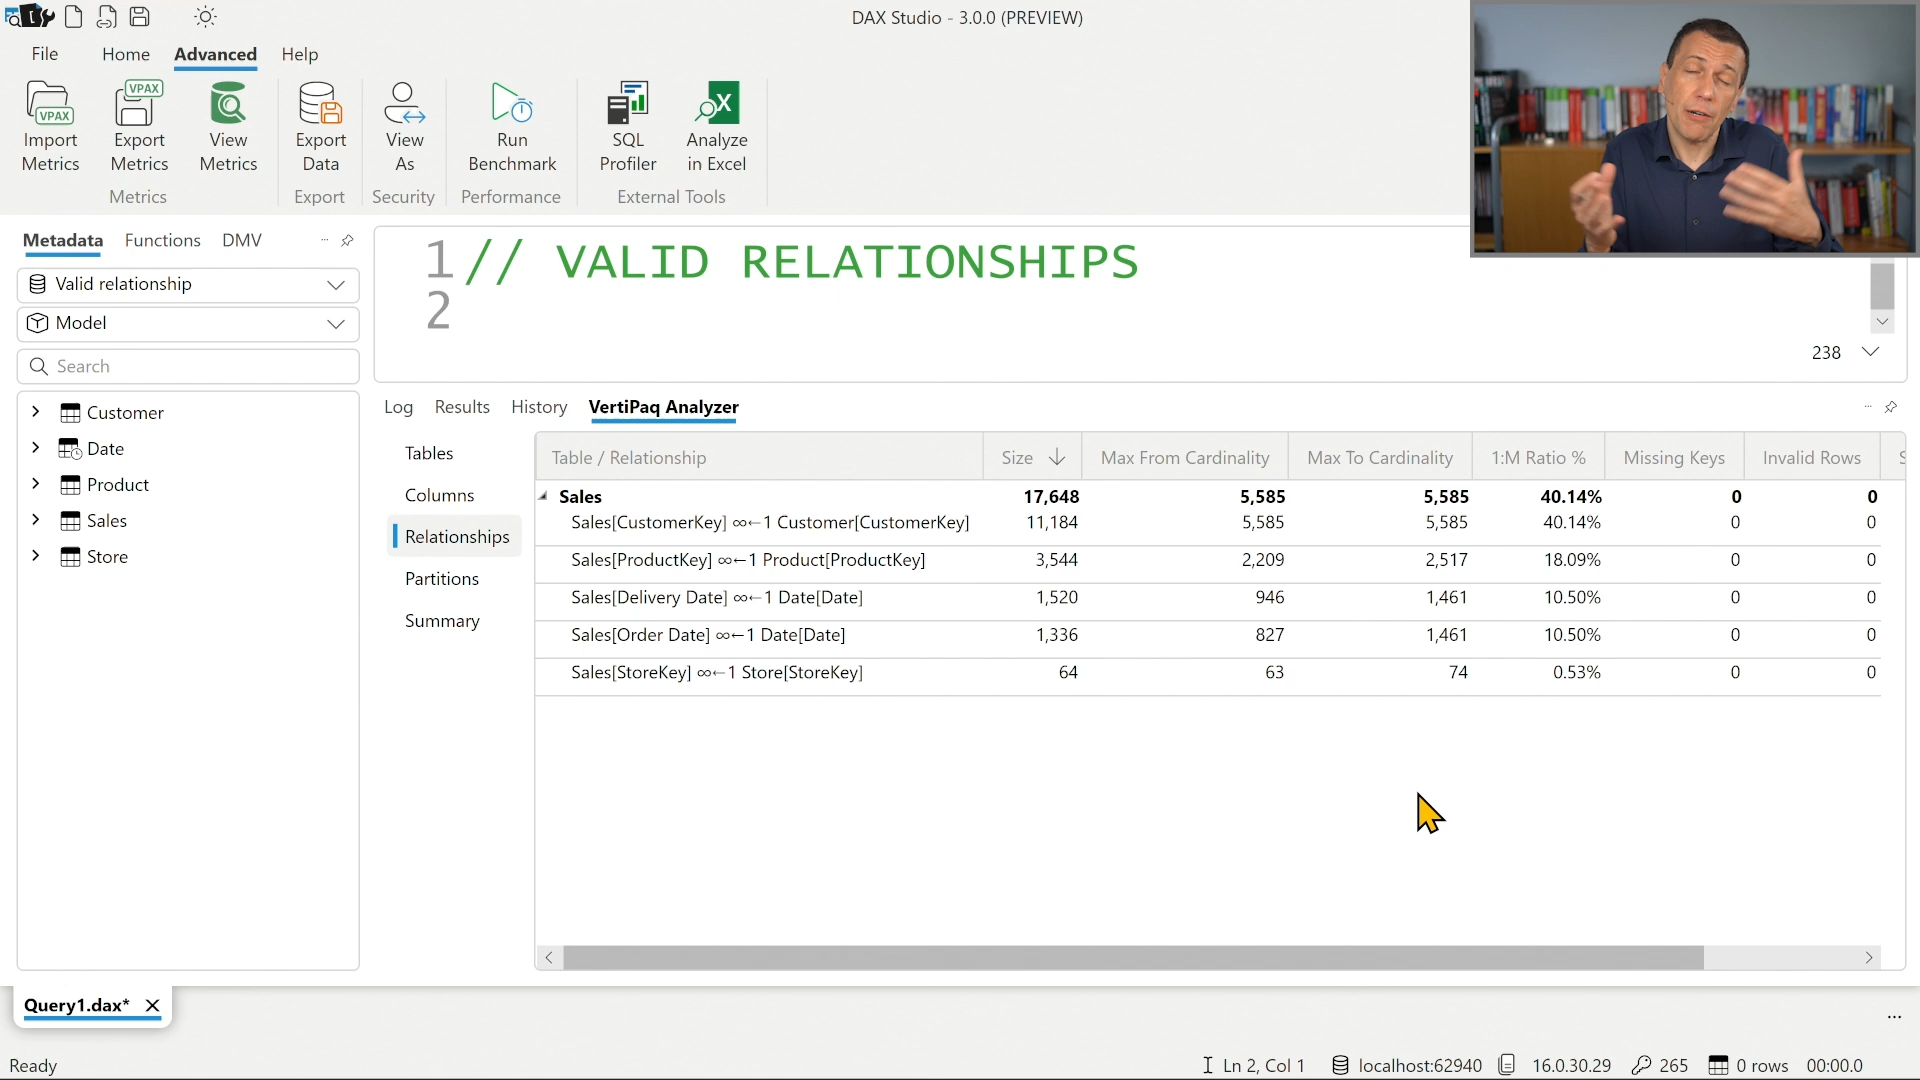 DAX Studio - 3.0.0 (PREVIEW)
File Home Advanced Help
VPAX VPAX
Import Metrics
Export Metrics
View Metrics
Export Data
View As
Run Benchmark
SQL Profiler
Analyze in Excel
Metrics Export Security Performance External Tools
Metadata Functions DMV
Valid relationship
Model
Search
Customer
Date
Product
Sales
Store
1 // VALID RELATIONSHIPS
2
238
Log Results History VertiPaq Analyzer
Tables
Columns
Relationships
Partitions
Summary
Table / Relationship Size Max From Cardinality Max To Cardinality 1:M Ratio % Missing Keys Invalid Rows S
Sales 17,648 5,585 5,585 40.14% 0 0
Sales[CustomerKey] ∞←1 Customer[CustomerKey] 11,184 5,585 5,585 40.14% 0 0
Sales[ProductKey] ∞←1 Product[ProductKey] 3,544 2,209 2,517 18.09% 0 0
Sales[Delivery Date] ∞←1 Date[Date] 1,520 946 1,461 10.50% 0 0
Sales[Order Date] ∞←1 Date[Date] 1,336 827 1,461 10.50% 0 0
Sales[StoreKey] ∞←1 Store[StoreKey] 64 63 74 0.53% 0 0
Query1.dax*
Ready Ln 2, Col 1 localhost:62940 16.0.30.29 265 0 rows 00:00.0